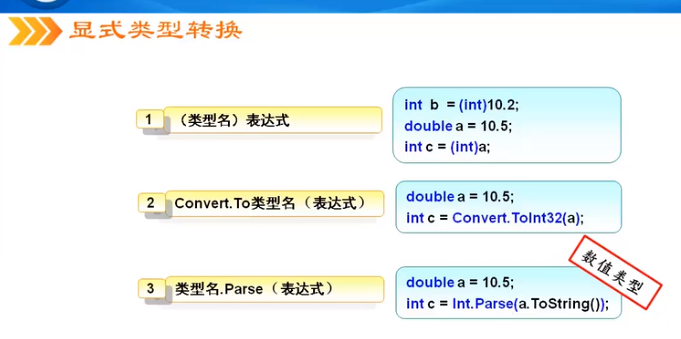 显式类型转换
1
（类型名）表达式
int b = (int)10.2;
double a = 10.5;
int c = (int)a;
2
Convert.To类型名（表达式）
double a = 10.5;
int c = Convert.ToInt32(a);
数值类型
3
类型名.Parse（表达式）
double a = 10.5;
int c = Int.Parse(a.ToString());